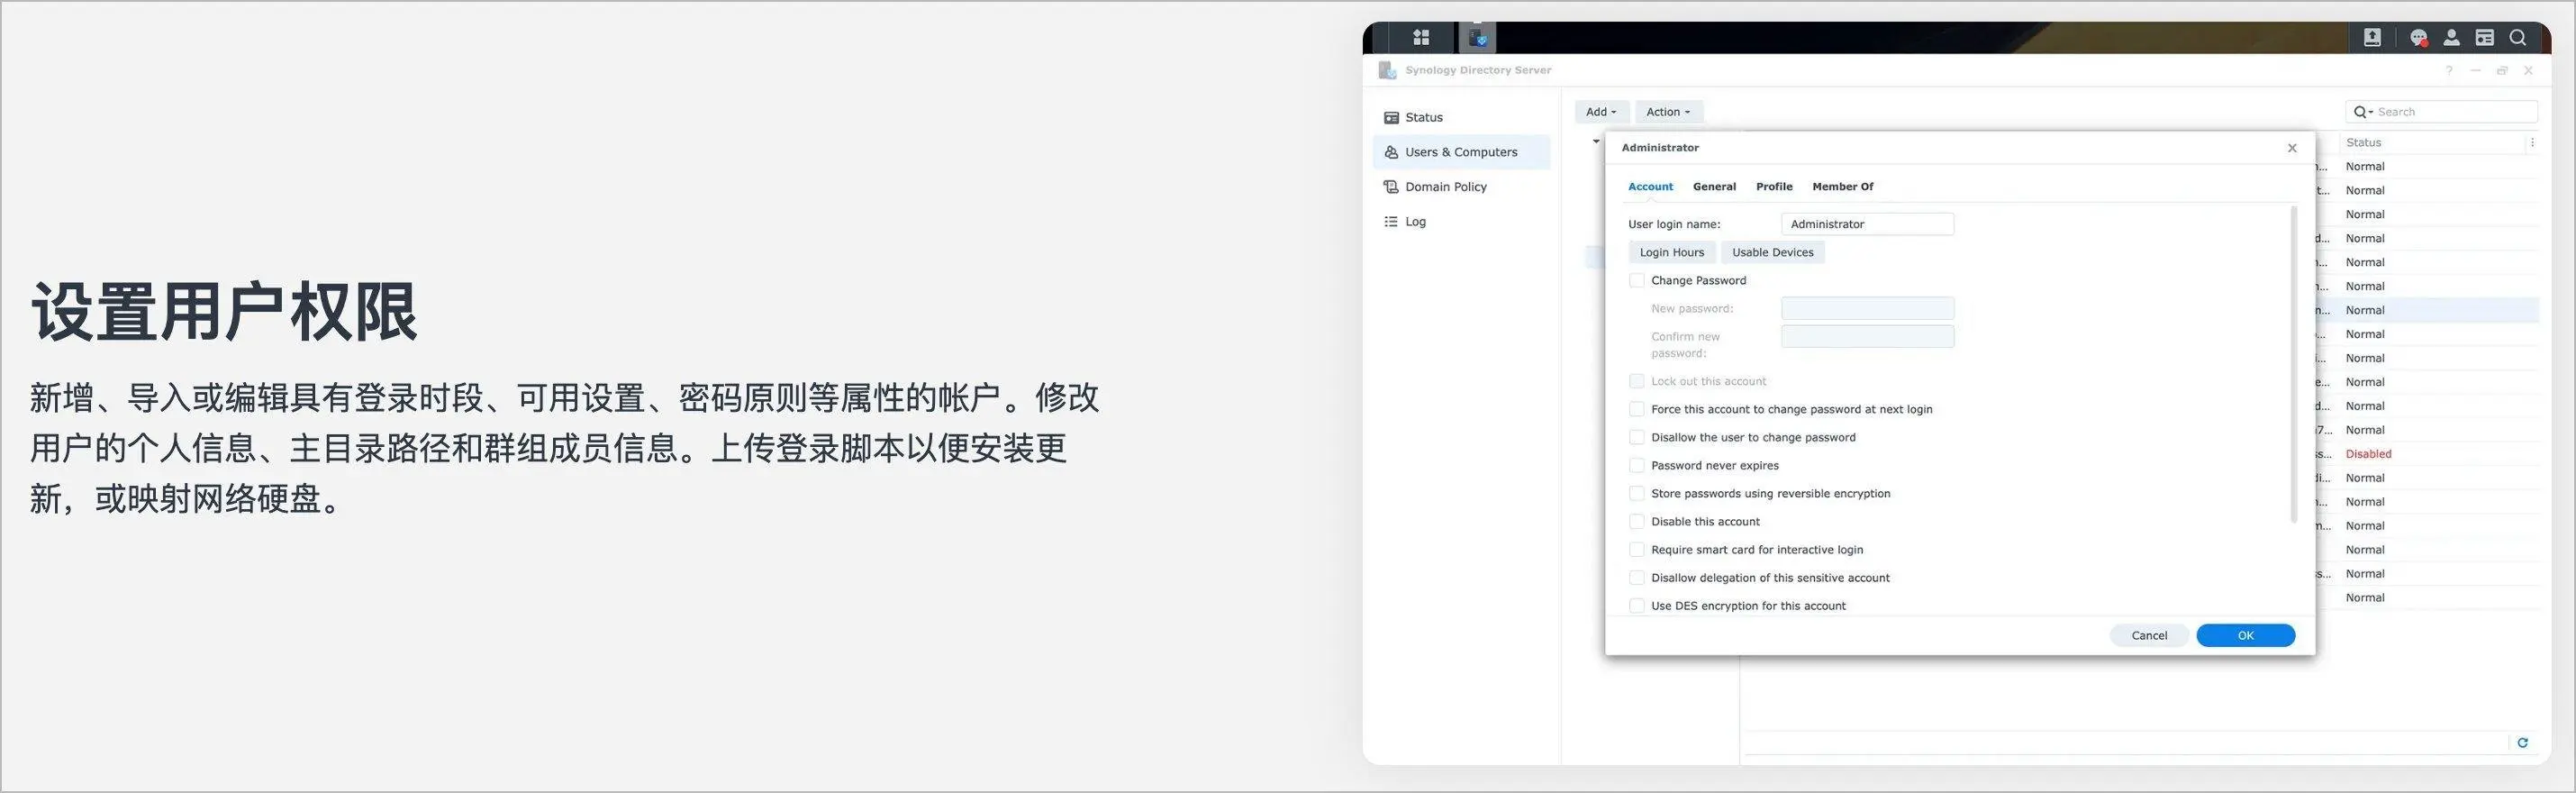 设置用户权限
新增、导入或编辑具有登录时段、可用设置、密码原则等属性的帐户。修改
用户的个人信息、主目录路径和群组成员信息。上传登录脚本以便安装更
新，或映射网络硬盘。
Synology Directory Server
Status
Users & Computers
Domain Policy
Log
Add
Action
Search
Administrator
Account General Profile Member Of
User login name: Administrator
Login Hours Usable Devices
Change Password
New password:
Confirm new
password:
Lock out this account
Force this account to change password at next login
Disallow the user to change password
Password never expires
Store passwords using reversible encryption
Disable this account
Require smart card for interactive login
Disallow delegation of this sensitive account
Use DES encryption for this account
Cancel OK
Status
Normal
Normal
Normal
Normal
Normal
Normal
Normal
Normal
Normal
Normal
Normal
Normal
Disabled
Normal
Normal
Normal
Normal
Normal
Normal